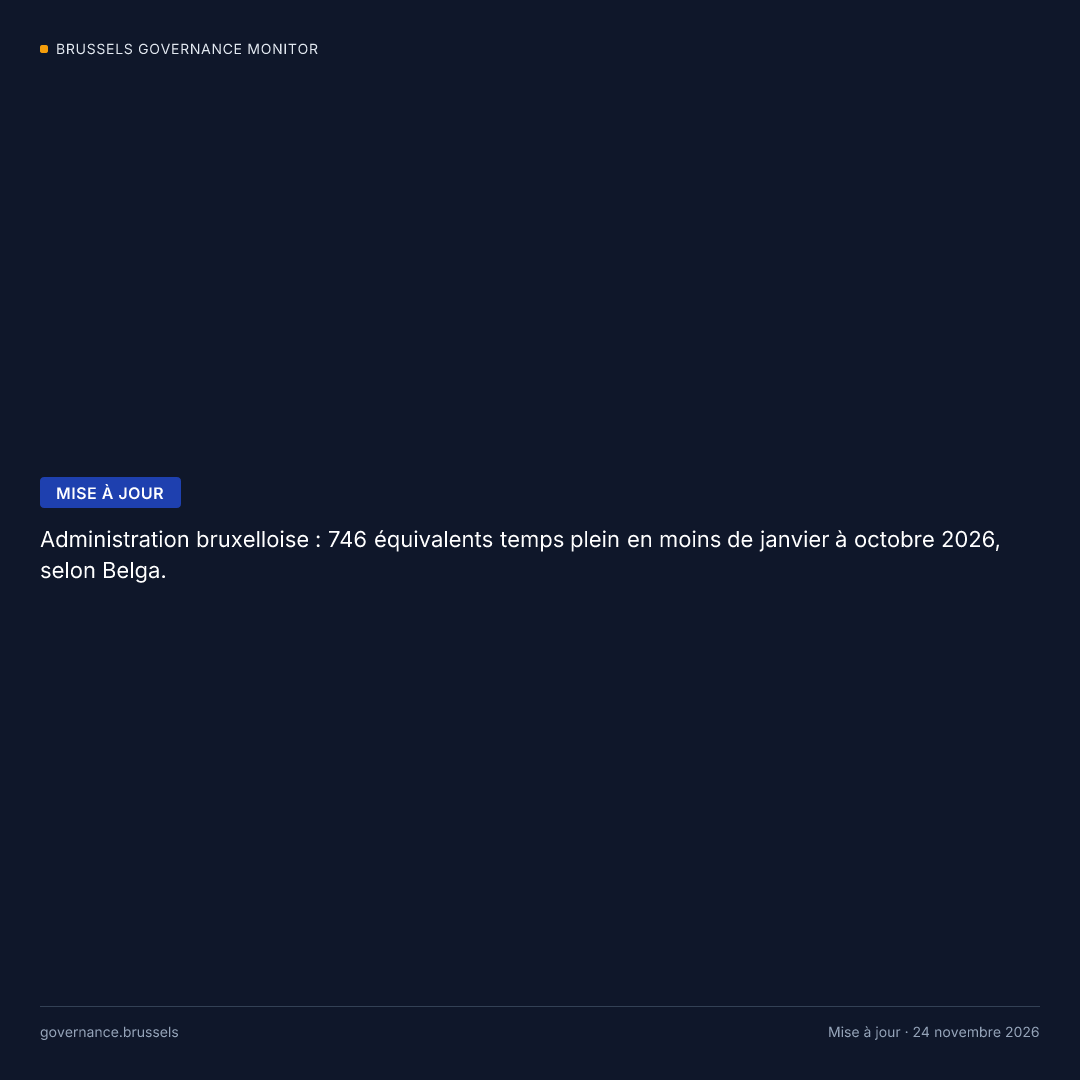 BRUSSELS GOVERNANCE MONITOR
MISE À JOUR
Administration bruxelloise : 746 équivalents temps plein en moins de janvier à octobre 2026,
selon Belga.
governance.brussels
Mise à jour · 24 novembre 2026